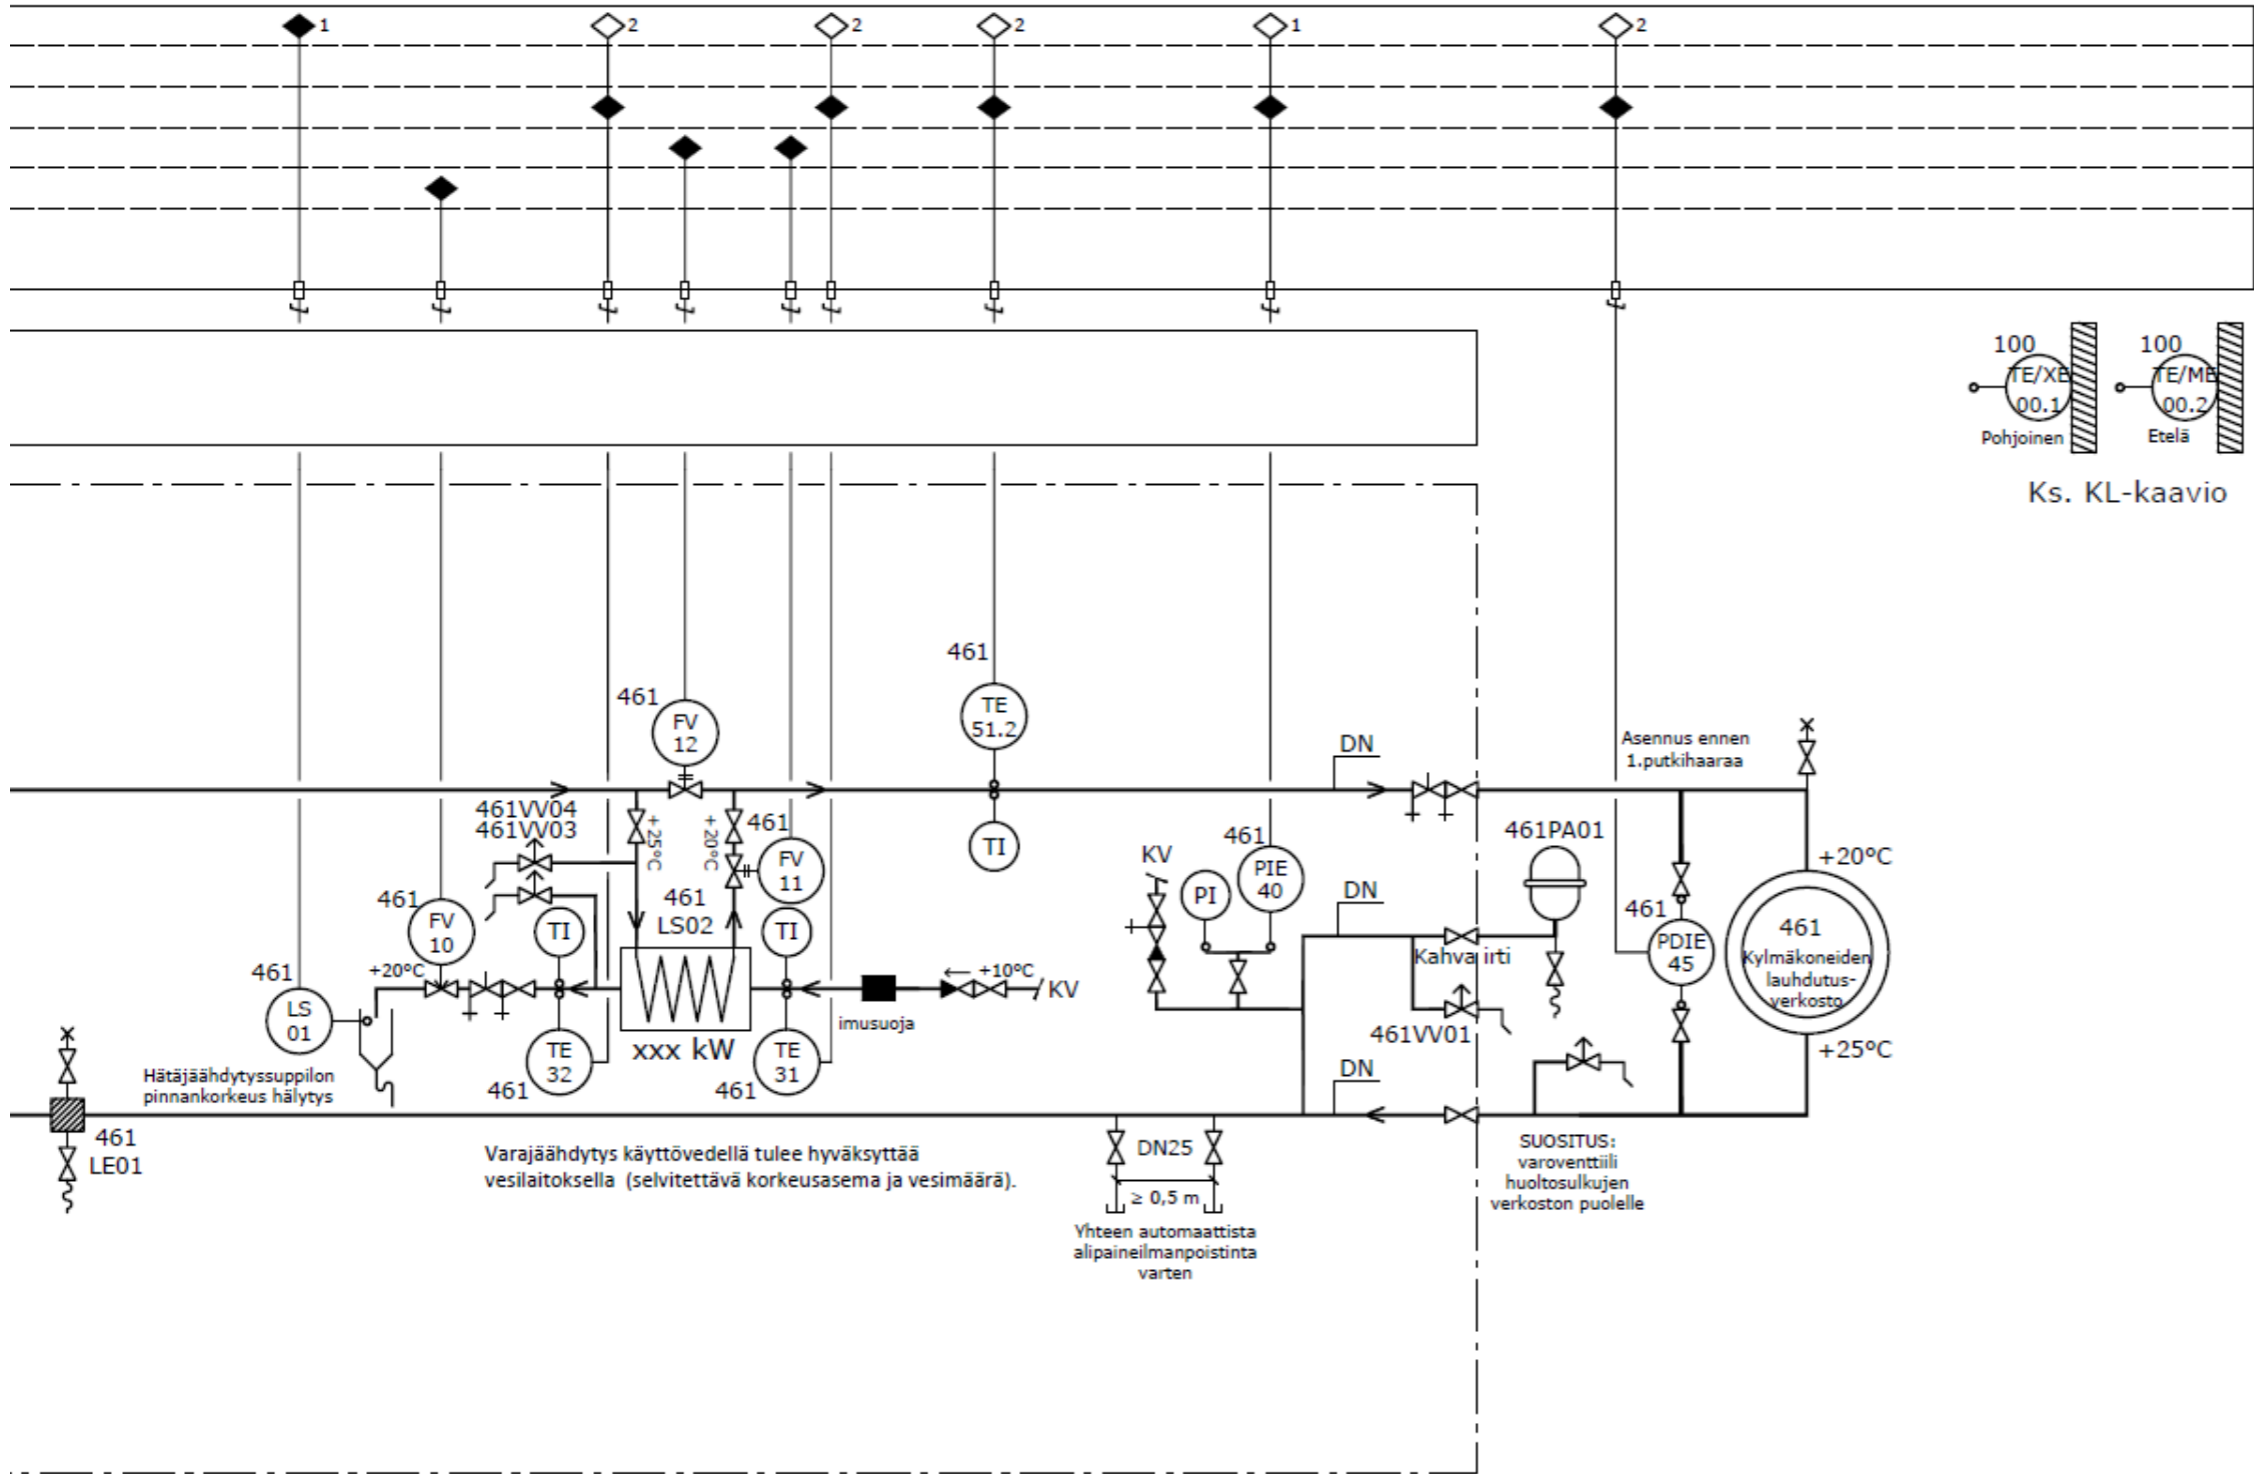 1
2
2
2
1
2
100
TE/XE
00.1
Pohjoinen
100
TE/ME
00.2
Etelä
Ks. KL-kaavio
461
TE
51.2
461
FV
12
DN
Asennus ennen
1.putkihaaraa
461VV04
461VV03
+25°C
+20°C
461
FV
11
TI
461
PIE
40
KV
PI
461PA01
+20°C
DN
461
FV
10
TI
461
LS02
TI
461
PDIE
45
461
Kylmäkoneiden
lauhdutus-
verkosto
Kahva irti
+20°C
+10°C
KV
461
LS
01
imusuoja
461VV01
+25°C
xxx kW
TE
32
461
TE
31
461
DN
Hätäjäähdytyssuppilon
pinnankorkeus hälytys
461
LE01
Varajäähdytys käyttövedellä tulee hyväksyttää
vesilaitoksella (selvitettävä korkeusasema ja vesimäärä).
DN25
≥ 0,5 m
Yhteen automaattista
alipaineilmanpoistinta
varten
SUOSITUS:
varoventtiili
huoltosulkujen
verkoston puolelle